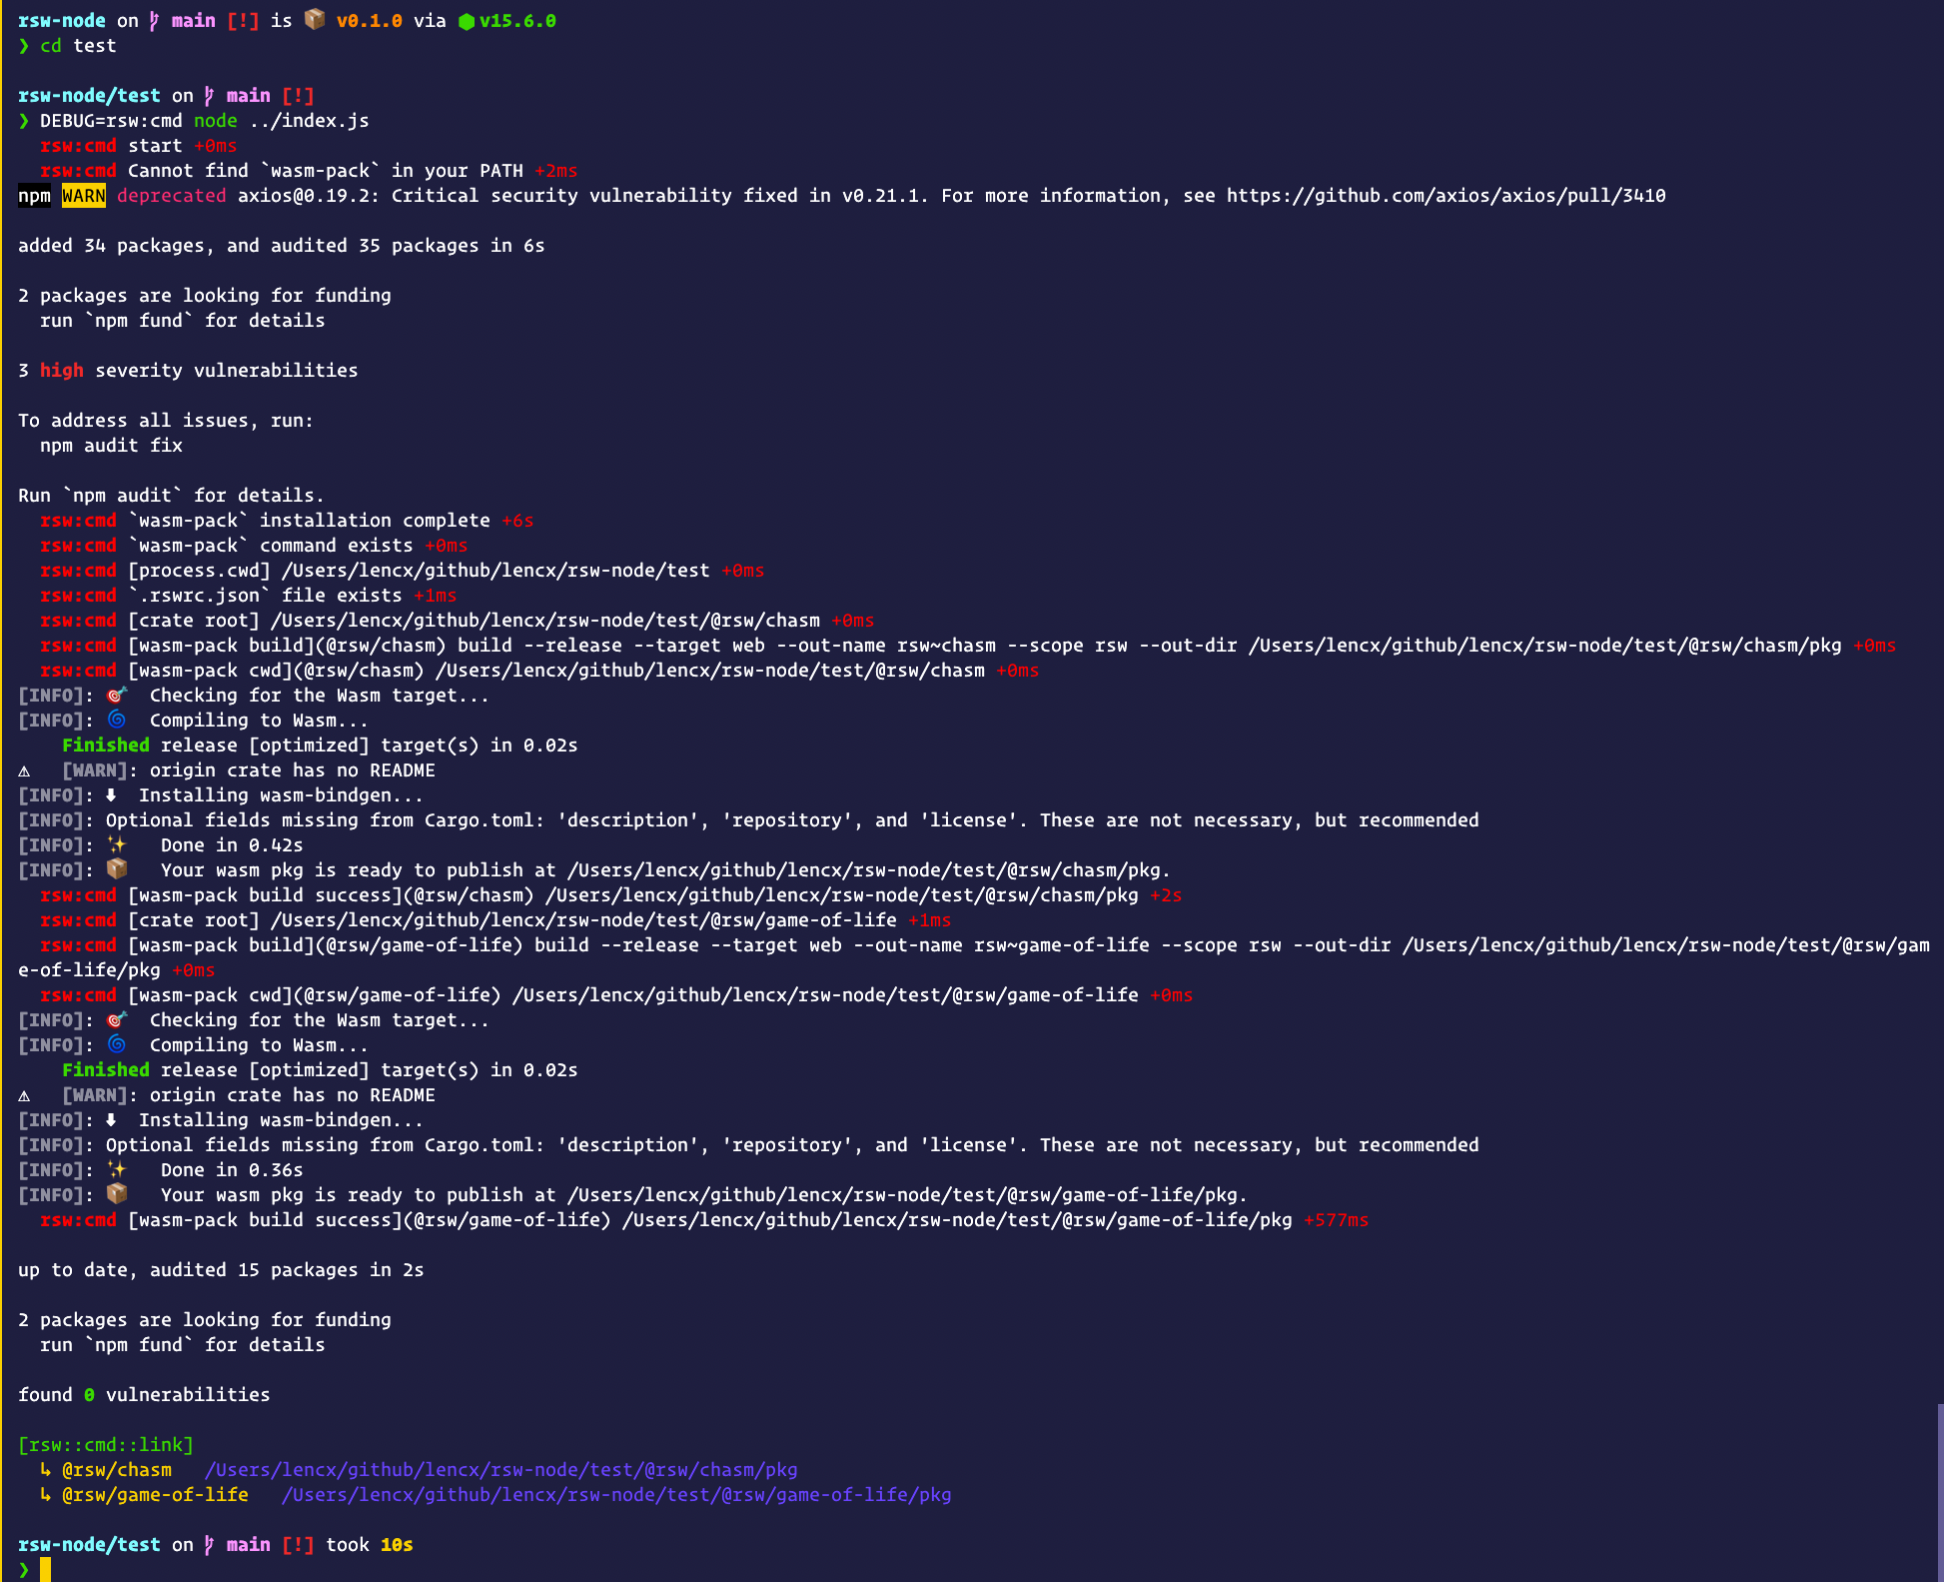 rsw-node on main [!] is 📦 v0.1.0 via ⬢ v15.6.0
❯ cd test
rsw-node/test on main [!]
❯ DEBUG=rsw:cmd node ../index.js
rsw:cmd start +0ms
rsw:cmd Cannot find `wasm-pack` in your PATH +2ms
npm WARN deprecated axios@0.19.2: Critical security vulnerability fixed in v0.21.1. For more information, see https://github.com/axios/axios/pull/3410
added 34 packages, and audited 35 packages in 6s
2 packages are looking for funding
run `npm fund` for details
3 high severity vulnerabilities
To address all issues, run:
npm audit fix
Run `npm audit` for details.
rsw:cmd `wasm-pack` installation complete +6s
rsw:cmd `wasm-pack` command exists +0ms
rsw:cmd [process.cwd] /Users/lencx/github/lencx/rsw-node/test +0ms
rsw:cmd `.rswrc.json` file exists +1ms
rsw:cmd [crate root] /Users/lencx/github/lencx/rsw-node/test/@rsw/chasm +0ms
rsw:cmd [wasm-pack build](@rsw/chasm) build --release --target web --out-name rsw~chasm --scope rsw --out-dir /Users/lencx/github/lencx/rsw-node/test/@rsw/chasm/pkg +0ms
rsw:cmd [wasm-pack cwd](@rsw/chasm) /Users/lencx/github/lencx/rsw-node/test/@rsw/chasm +0ms
[INFO]: 🎯 Checking for the Wasm target...
[INFO]: 🌀 Compiling to Wasm...
Finished release [optimized] target(s) in 0.02s
⚠ [WARN]: origin crate has no README
[INFO]: ⬇ Installing wasm-bindgen...
[INFO]: Optional fields missing from Cargo.toml: 'description', 'repository', and 'license'. These are not necessary, but recommended
[INFO]: ✨ Done in 0.42s
[INFO]: 📦 Your wasm pkg is ready to publish at /Users/lencx/github/lencx/rsw-node/test/@rsw/chasm/pkg.
rsw:cmd [wasm-pack build success](@rsw/chasm) /Users/lencx/github/lencx/rsw-node/test/@rsw/chasm/pkg +2s
rsw:cmd [crate root] /Users/lencx/github/lencx/rsw-node/test/@rsw/game-of-life +1ms
rsw:cmd [wasm-pack build](@rsw/game-of-life) build --release --target web --out-name rsw~game-of-life --scope rsw --out-dir /Users/lencx/github/lencx/rsw-node/test/@rsw/gam
e-of-life/pkg +0ms
rsw:cmd [wasm-pack cwd](@rsw/game-of-life) /Users/lencx/github/lencx/rsw-node/test/@rsw/game-of-life +0ms
[INFO]: 🎯 Checking for the Wasm target...
[INFO]: 🌀 Compiling to Wasm...
Finished release [optimized] target(s) in 0.02s
⚠ [WARN]: origin crate has no README
[INFO]: ⬇ Installing wasm-bindgen...
[INFO]: Optional fields missing from Cargo.toml: 'description', 'repository', and 'license'. These are not necessary, but recommended
[INFO]: ✨ Done in 0.36s
[INFO]: 📦 Your wasm pkg is ready to publish at /Users/lencx/github/lencx/rsw-node/test/@rsw/game-of-life/pkg.
rsw:cmd [wasm-pack build success](@rsw/game-of-life) /Users/lencx/github/lencx/rsw-node/test/@rsw/game-of-life/pkg +577ms
up to date, audited 15 packages in 2s
2 packages are looking for funding
run `npm fund` for details
found 0 vulnerabilities
[rsw::cmd::link]
↳ @rsw/chasm /Users/lencx/github/lencx/rsw-node/test/@rsw/chasm/pkg
↳ @rsw/game-of-life /Users/lencx/github/lencx/rsw-node/test/@rsw/game-of-life/pkg
rsw-node/test on main [!] took 10s
❯